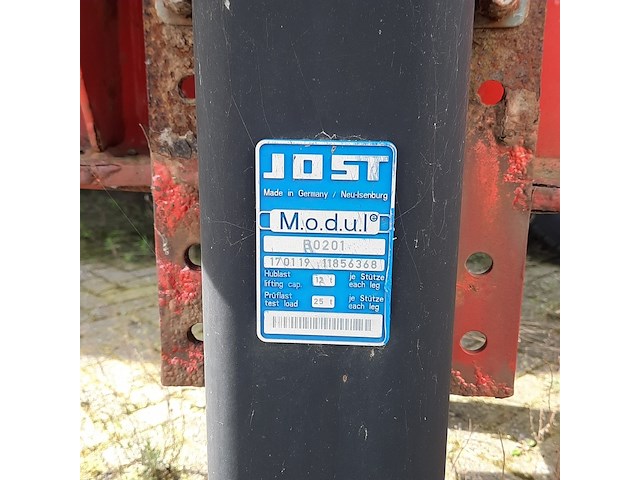 JOST
Made in Germany / Neu-Isenburg
M.o.d.u.l©
B0201
170119 11856368
Hublast 12 t je Stütze
lifting cap. each leg
Prüflast 25 t je Stütze
test load each leg